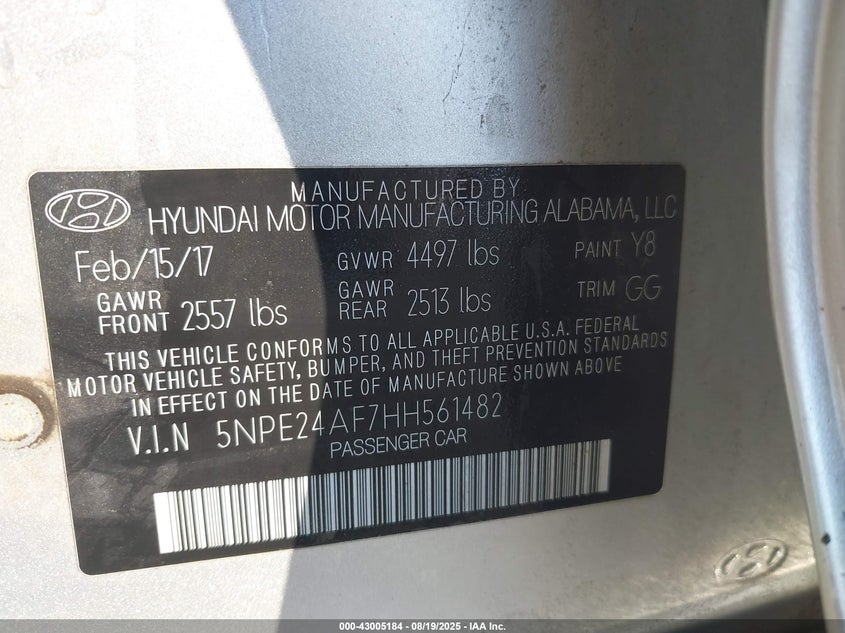 MANUFACTURED BY
HYUNDAI MOTOR MANUFACTURING ALABAMA, LLC
Feb/15/17 GVWR 4497 lbs PAINT Y8
GAWR FRONT 2557 lbs GAWR REAR 2513 lbs TRIM GG
THIS VEHICLE CONFORMS TO ALL APPLICABLE U.S.A. FEDERAL
MOTOR VEHICLE SAFETY, BUMPER, AND THEFT PREVENTION STANDARDS
IN EFFECT ON THE DATE OF MANUFACTURE SHOWN ABOVE
V.I.N 5NPE24AF7HH561482
PASSENGER CAR
000-43005184 - 08/19/2025 - IAA Inc.